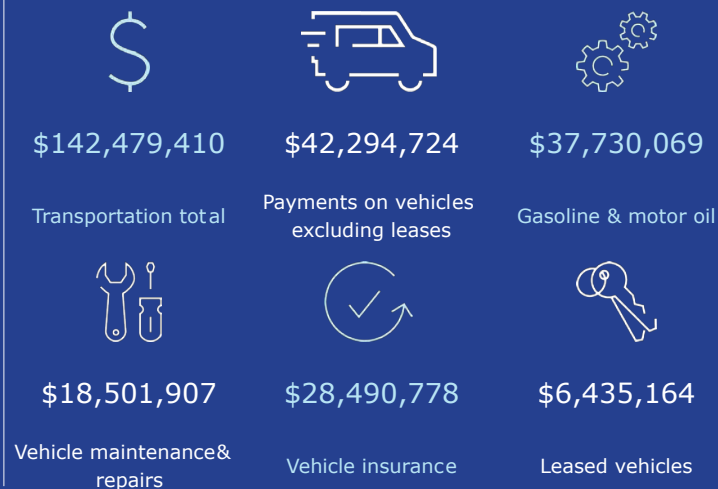 $142,479,410
$42,294,724
$37,730,069
Transportation total
Payments on vehicles
excluding leases
Gasoline & motor oil
$18,501,907
$28,490,778
$6,435,164
Vehicle maintenance&
repairs
Vehicle insurance
Leased vehicles